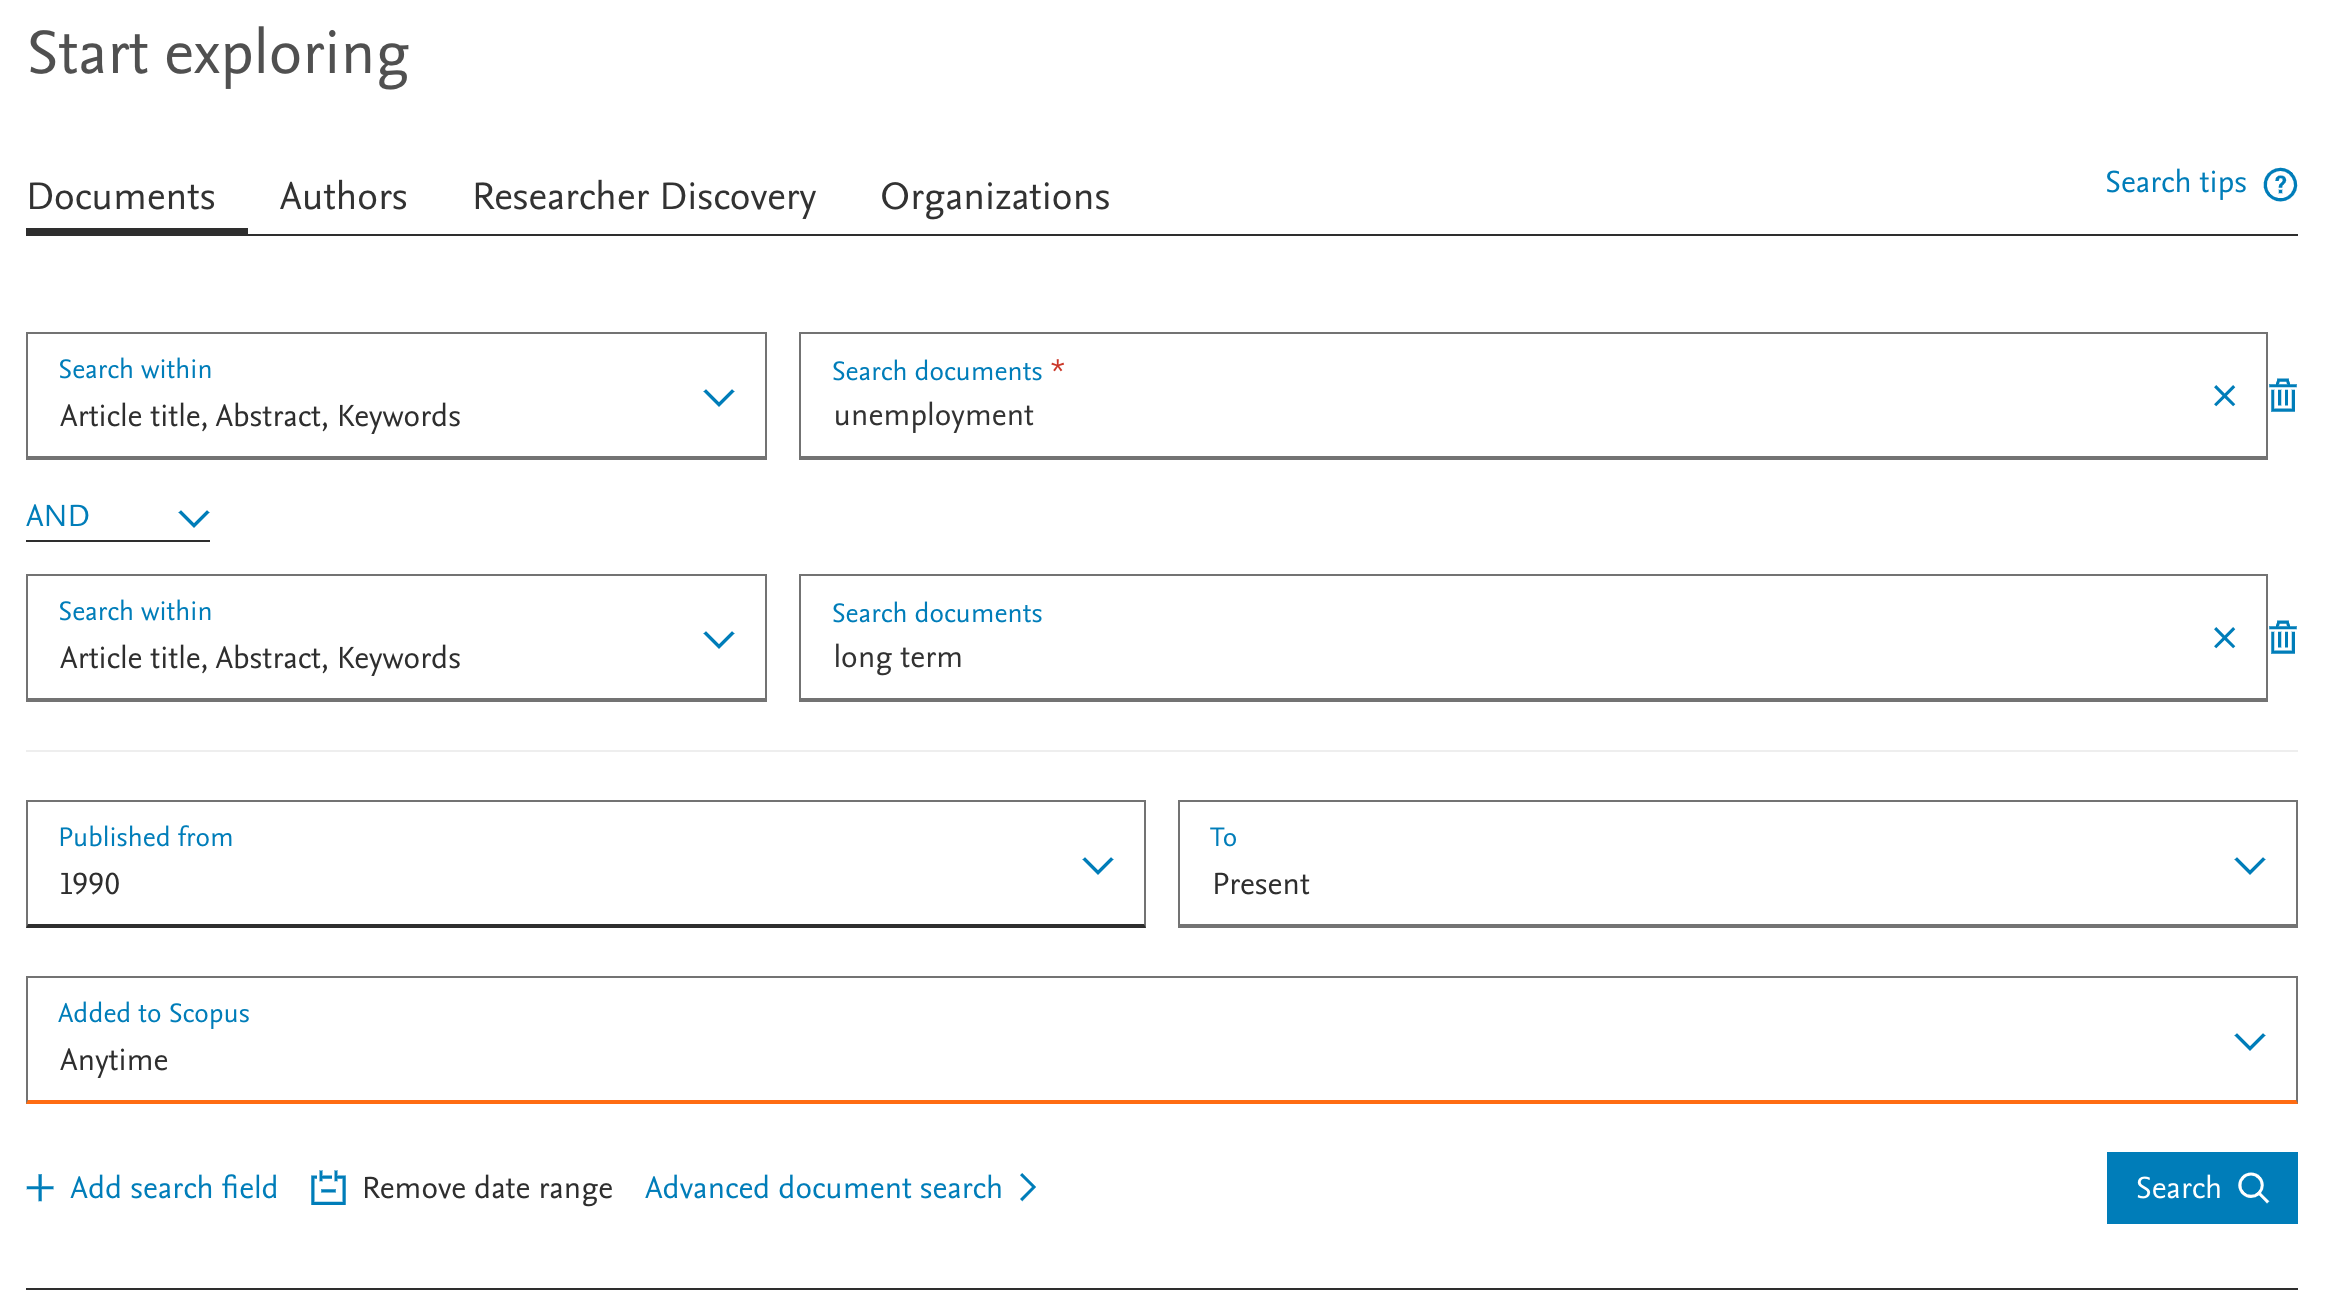 Start exploring
Documents Authors Researcher Discovery Organizations Search tips ?
Search within Search documents *
Article title, Abstract, Keywords unemployment
AND
Search within Search documents
Article title, Abstract, Keywords long term
Published from To
1990 Present
Added to Scopus
Anytime
Add search field Remove date range Advanced document search Search